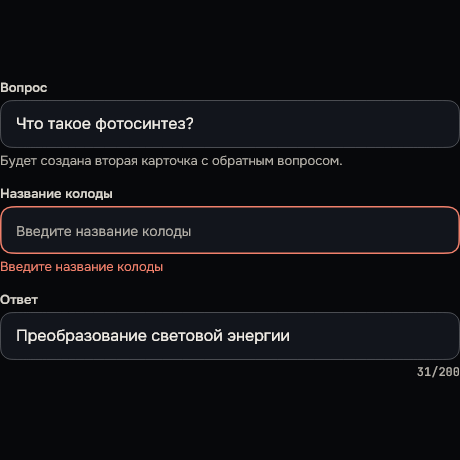 Вопрос
Что такое фотосинтез?
Будет создана вторая карточка с обратным вопросом.
Название колоды
Введите название колоды
Введите название колоды
Ответ
Преобразование световой энергии
31/200